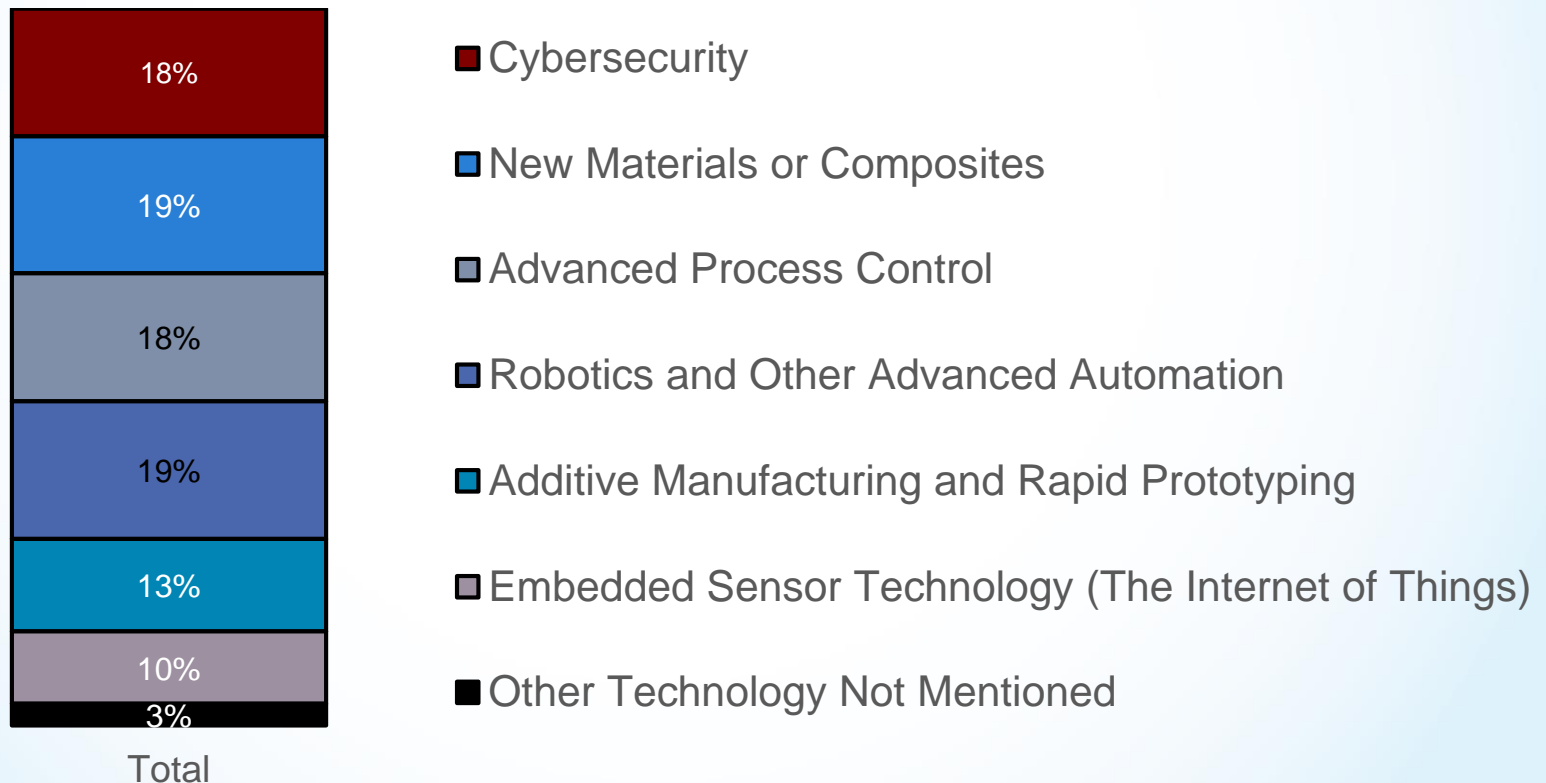 18%
19%
18%
19%
13%
10%
3%
Total
Cybersecurity
New Materials or Composites
Advanced Process Control
Robotics and Other Advanced Automation
Additive Manufacturing and Rapid Prototyping
Embedded Sensor Technology (The Internet of Things)
Other Technology Not Mentioned